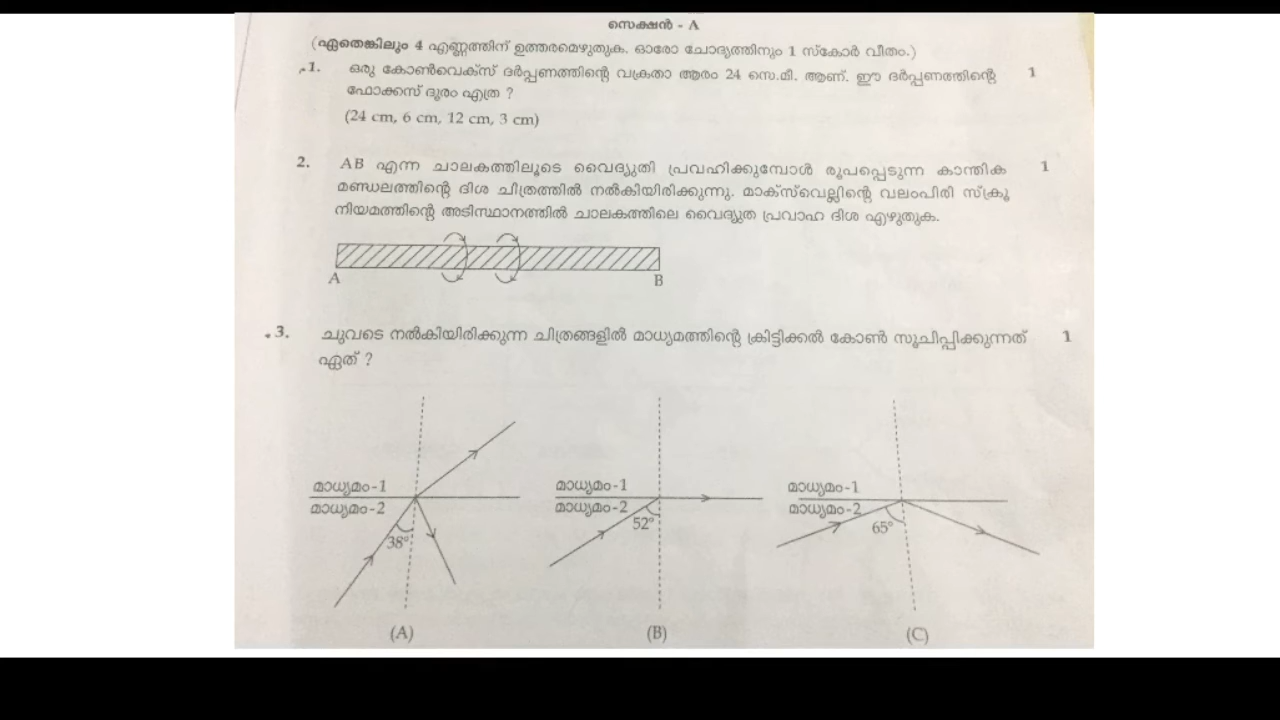 സെക്ഷൻ - A
(ഏതെങ്കിലും 4 എണ്ണത്തിന് ഉത്തരമെഴുതുക. ഓരോ ചോദ്യത്തിനും 1 സ്കോർ വീതം.)
1. ഒരു കോൺവെക്സ് ദർപ്പണത്തിന്റെ വക്രതാ ആരം 24 സെ.മീ. ആണ്. ഈ ദർപ്പണത്തിന്റെ 1
ഫോക്കസ് ദൂരം എത്ര ?
(24 cm, 6 cm, 12 cm, 3 cm)
2. AB എന്ന ചാലകത്തിലൂടെ വൈദ്യുതി പ്രവഹിക്കുമ്പോൾ രൂപപ്പെടുന്ന കാന്തിക 1
മണ്ഡലത്തിന്റെ ദിശ ചിത്രത്തിൽ നൽകിയിരിക്കുന്നു. മാക്സ്‌വെല്ലിന്റെ വലംപിരി സ്ക്രൂ
നിയമത്തിന്റെ അടിസ്ഥാനത്തിൽ ചാലകത്തിലെ വൈദ്യുത പ്രവാഹ ദിശ എഴുതുക.
A B
3. ചുവടെ നൽകിയിരിക്കുന്ന ചിത്രങ്ങളിൽ മാധ്യമത്തിന്റെ ക്രിട്ടിക്കൽ കോൺ സൂചിപ്പിക്കുന്നത് 1
ഏത് ?
മാധ്യമം-1 മാധ്യമം-1 മാധ്യമം-1
മാധ്യമം-2 മാധ്യമം-2 മാധ്യമം-2
38° 52° 65°
(A) (B) (C)